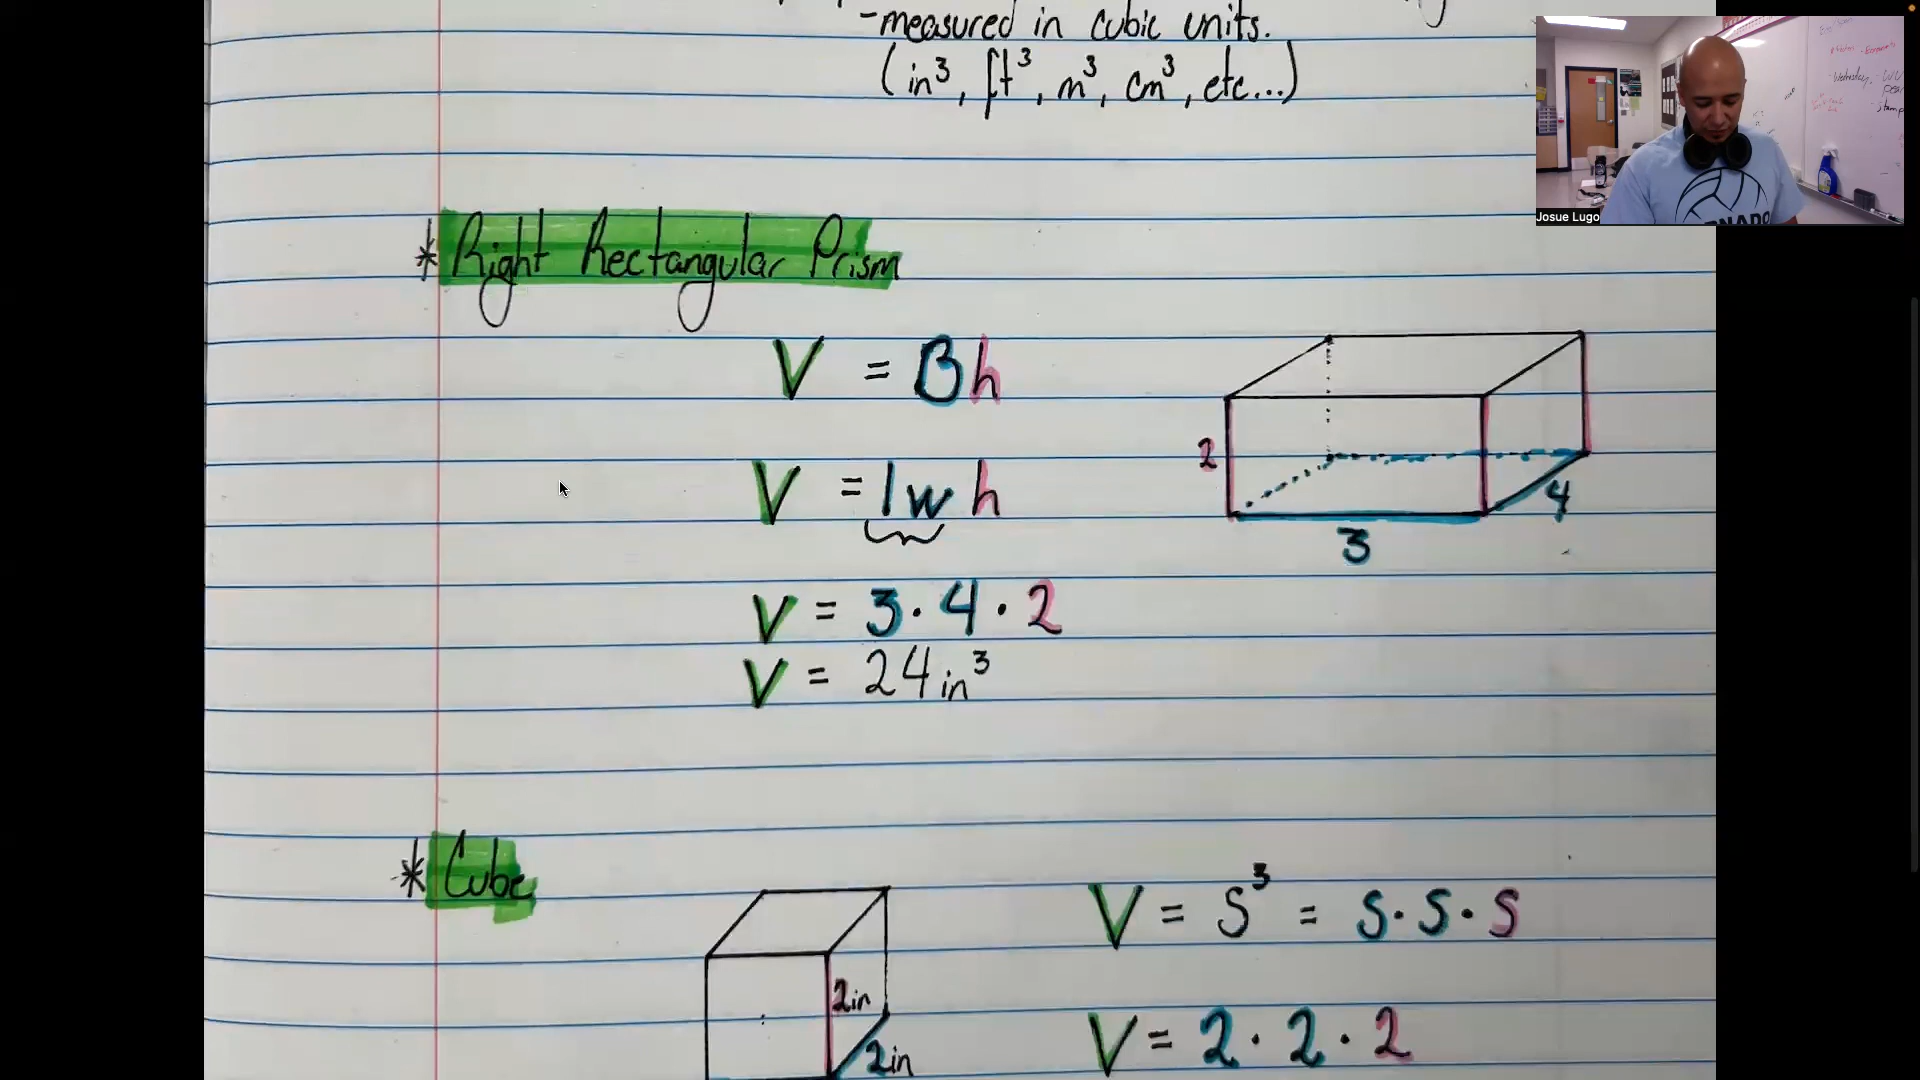 -measured in cubic units.
(in³, ft³, m³, cm³, etc...)
* Right Rectangular Prism
V = Bh
V = lwh
2
4
3
V = 3·4·2
V = 24in³
* Cube
V = S³ = S·S·S
2in
2in
V = 2·2·2
Josue Lugo
Wednesday